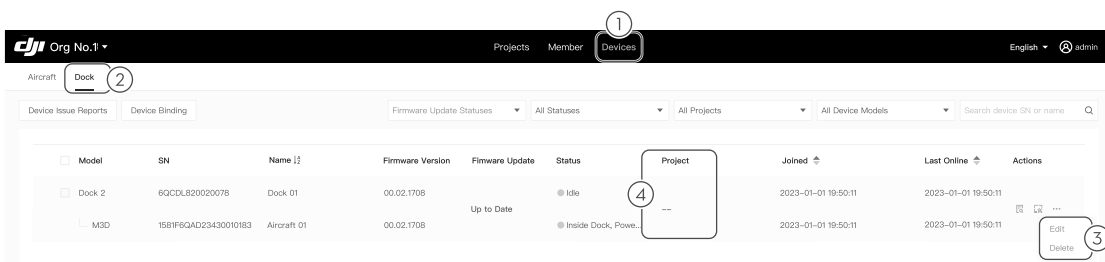 1
dji Org No.1 Projects Member Devices English admin
Aircraft Dock 2
Device Issue Reports Device Binding Firmware Update Statuses All Statuses All Projects All Device Models Search device SN or name
Model SN Name Firmware Version Fimware Update Status Project Joined Last Online Actions
Dock 2 6QCDL820020078 Dock 01 00.02.1708 Idle 2023-01-01 19:50:11 2023-01-01 19:50:11
4 Up to Date --
M3D 1581F6QAD23430010183 Aircraft 01 00.02.1708 Inside Dock, Powe... 2023-01-01 19:50:11 2023-01-01 19:50:11
Edit
3
Delete